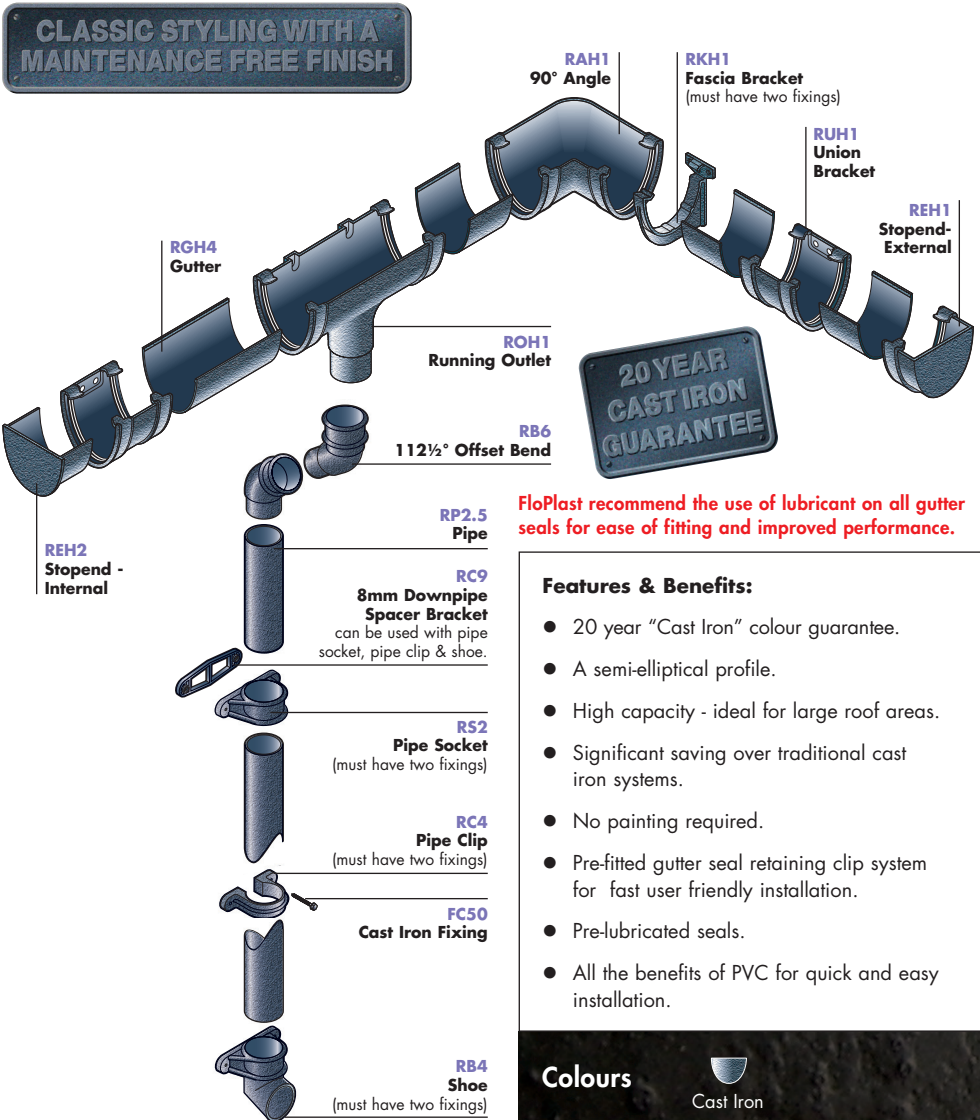 CLASSIC STYLING WITH A
MAINTENANCE FREE FINISH
RAH1
90° Angle
RKH1
Fascia Bracket
(must have two fixings)
RUH1
Union
Bracket
REH1
Stopend-
External
RGH4
Gutter
ROH1
Running Outlet
20 YEAR
CAST IRON
GUARANTEE
RB6
112½° Offset Bend
REH2
Stopend -
Internal
RP2.5
Pipe
RC9
8mm Downpipe
Spacer Bracket
can be used with pipe
socket, pipe clip & shoe.
RS2
Pipe Socket
(must have two fixings)
RC4
Pipe Clip
(must have two fixings)
FC50
Cast Iron Fixing
RB4
Shoe
(must have two fixings)
FloPlast recommend the use of lubricant on all gutter
seals for ease of fitting and improved performance.
Features & Benefits:
● 20 year “Cast Iron” colour guarantee.
● A semi-elliptical profile.
● High capacity - ideal for large roof areas.
● Significant saving over traditional cast
iron systems.
● No painting required.
● Pre-fitted gutter seal retaining clip system
for fast user friendly installation.
● Pre-lubricated seals.
● All the benefits of PVC for quick and easy
installation.
Colours
Cast Iron